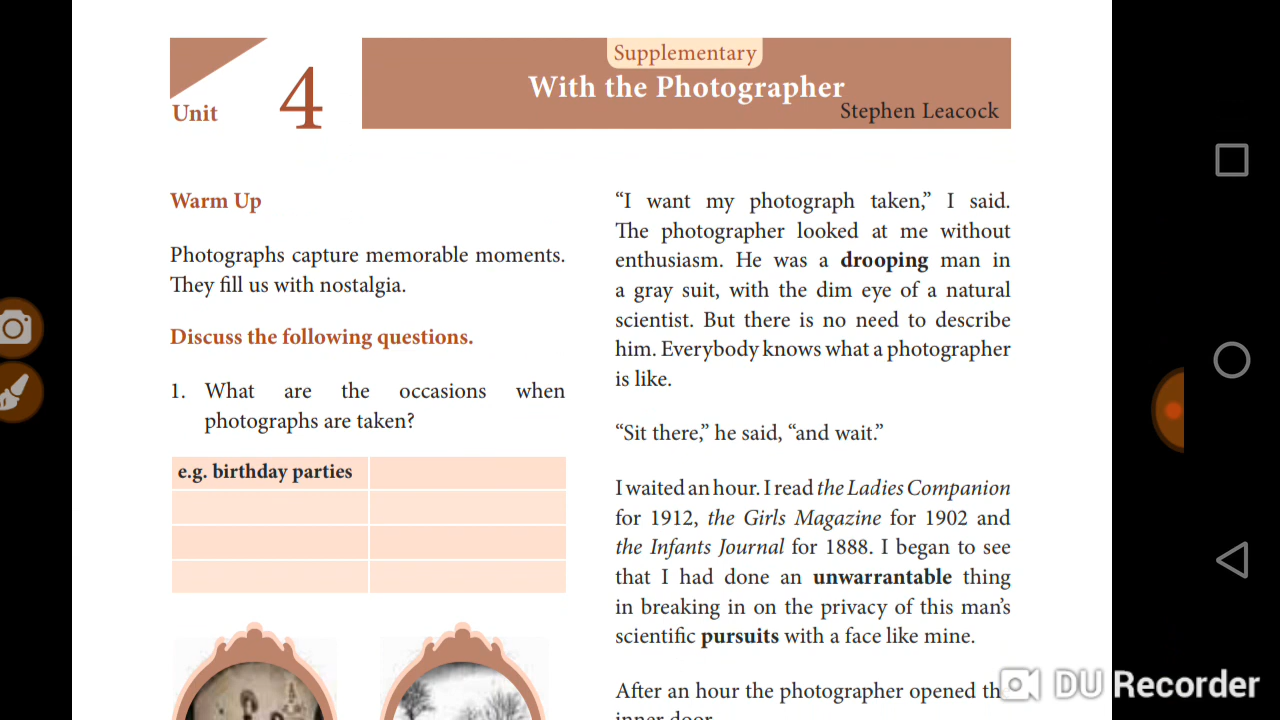 Supplementary
With the Photographer
Stephen Leacock
Unit 4
Warm Up
Photographs capture memorable moments.
They fill us with nostalgia.
Discuss the following questions.
1. What are the occasions when
photographs are taken?
e.g. birthday parties
“I want my photograph taken,” I said.
The photographer looked at me without
enthusiasm. He was a drooping man in
a gray suit, with the dim eye of a natural
scientist. But there is no need to describe
him. Everybody knows what a photographer
is like.
“Sit there,” he said, “and wait.”
I waited an hour. I read the Ladies Companion
for 1912, the Girls Magazine for 1902 and
the Infants Journal for 1888. I began to see
that I had done an unwarrantable thing
in breaking in on the privacy of this man’s
scientific pursuits with a face like mine.
After an hour the photographer opened th
inner door.
DU Recorder